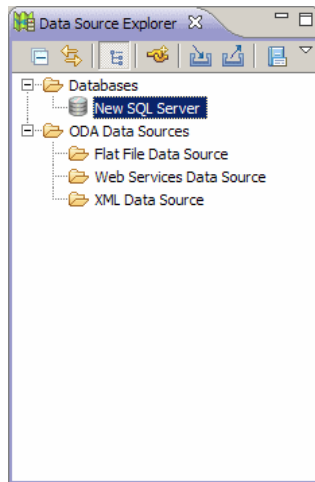 Data Source Explorer
Databases
New SQL Server
ODA Data Sources
Flat File Data Source
Web Services Data Source
XML Data Source